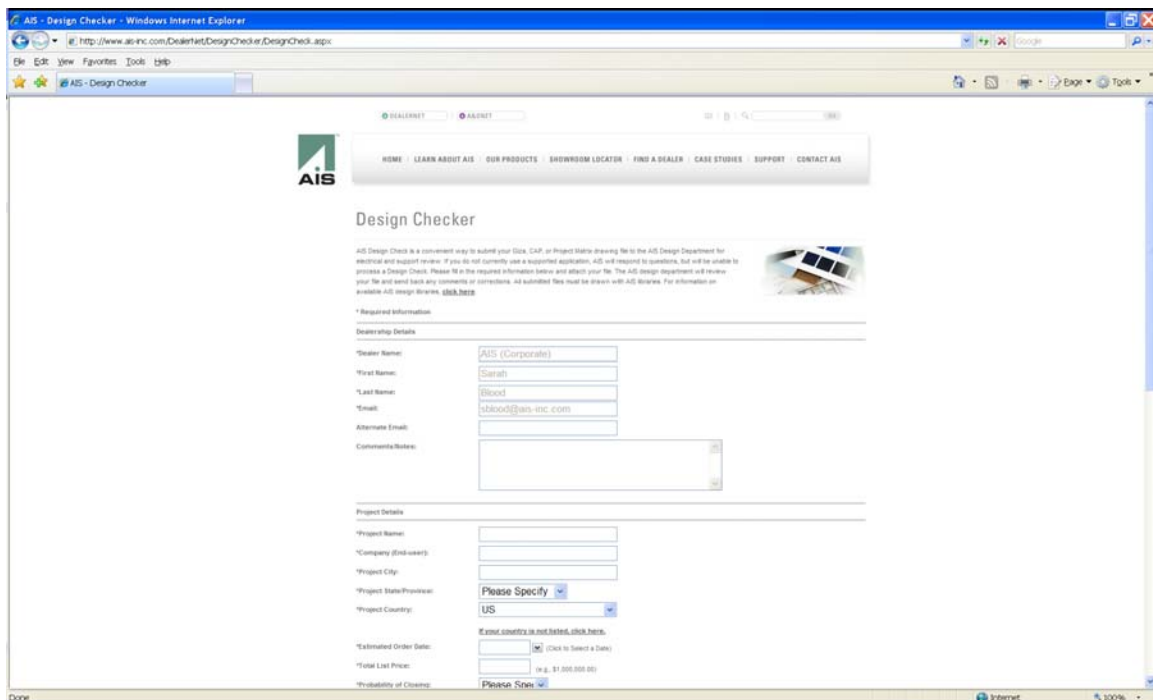 AIS - Design Checker - Windows Internet Explorer
http://www.ais-inc.com/DealerNet/DesignChecker/DesignCheck.aspx
Google
File Edit View Favorites Tools Help
AIS - Design Checker
Page Tools
DEALERNET A&DNET
GO
HOME | LEARN ABOUT AIS | OUR PRODUCTS | SHOWROOM LOCATOR | FIND A DEALER | CASE STUDIES | SUPPORT | CONTACT AIS
AIS
Design Checker
AIS Design Check is a convenient way to submit your Giza, CAP, or Project Matrix drawing file to the AIS Design Department for
electrical and support review. If you do not currently use a supported application, AIS will respond to questions, but will be unable to
process a Design Check. Please fill in the required information below and attach your file. The AIS design department will review
your file and send back any comments or corrections. All submitted files must be drawn with AIS libraries. For information on
available AIS design libraries, click here.
* Required Information
Dealership Details
*Dealer Name: AIS (Corporate)
*First Name: Sarah
*Last Name: Blood
*Email: sblood@ais-inc.com
Alternate Email:
Comments/Notes:
Project Details
*Project Name:
*Company (End-user):
*Project City:
*Project State/Province: Please Specify
*Project Country: US
If your country is not listed, click here.
*Estimated Order Date: (Click to Select a Date)
*Total List Price: (e.g., $1,000,000.00)
*Probability of Closing: Please Spec
Done Internet 100%